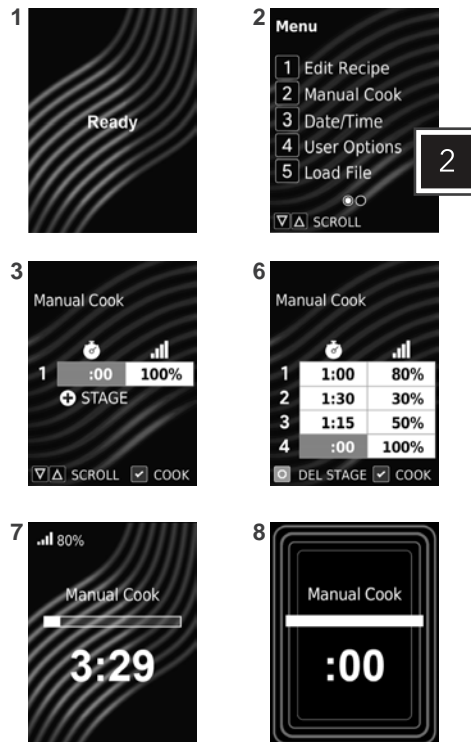 1
Ready
2
Menu
1 Edit Recipe
2 Manual Cook
3 Date/Time
4 User Options
5 Load File
SCROLL
2
3
Manual Cook
1 :00 100%
STAGE
SCROLL COOK
6
Manual Cook
1 1:00 80%
2 1:30 30%
3 1:15 50%
4 :00 100%
DEL STAGE COOK
7
80%
Manual Cook
3:29
8
Manual Cook
:00